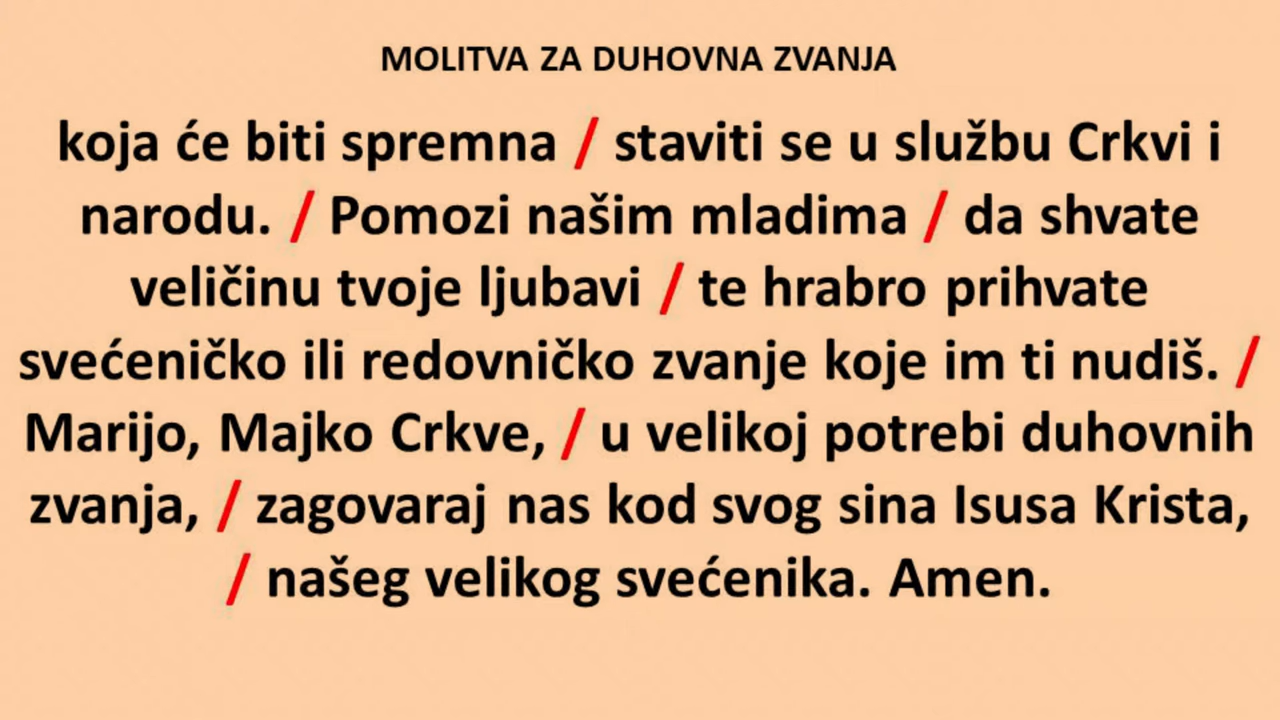 MOLITVA ZA DUHOVNA ZVANJA
koja će biti spremna / staviti se u službu Crkvi i
narodu. / Pomozi našim mladima / da shvate
veličinu tvoje ljubavi / te hrabro prihvate
svećeničko ili redovničko zvanje koje im ti nudiš. /
Marijo, Majko Crkve, / u velikoj potrebi duhovnih
zvanja, / zagovaraj nas kod svog sina Isusa Krista,
/ našeg velikog svećenika. Amen.